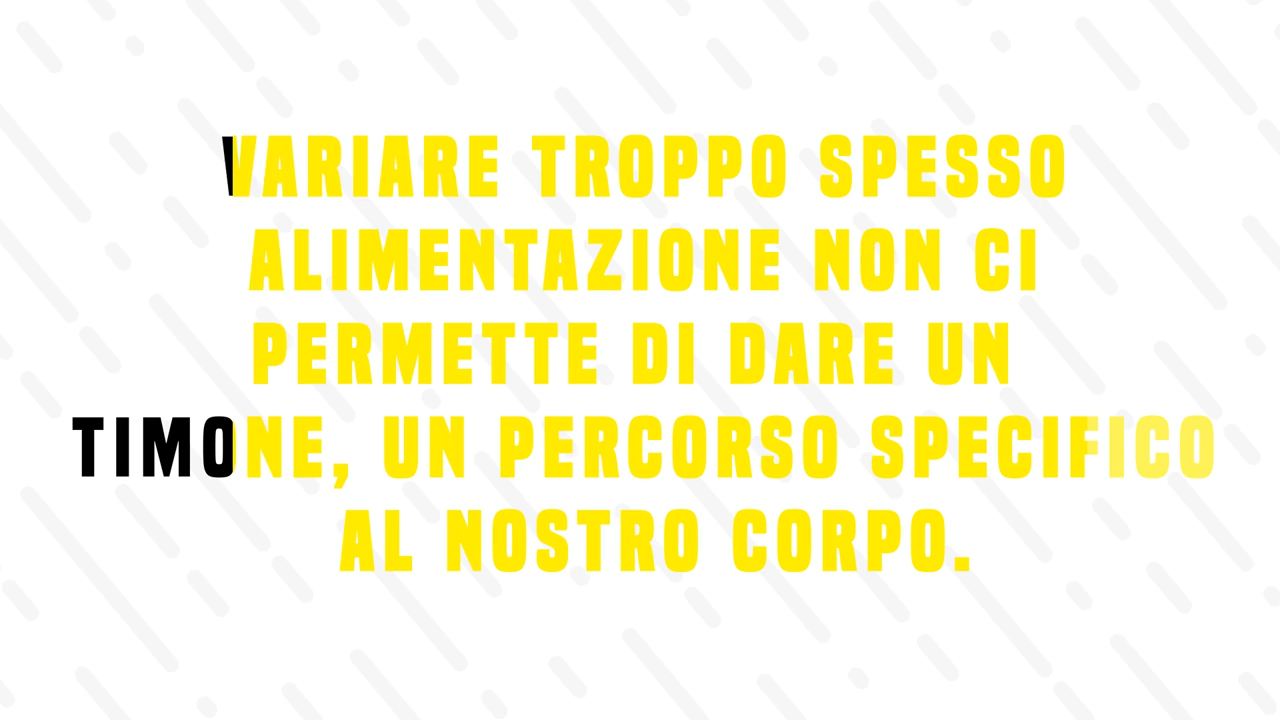 VARIARE TROPPO SPESSO
ALIMENTAZIONE NON CI
PERMETTE DI DARE UN
TIMONE, UN PERCORSO SPECIFICO
AL NOSTRO CORPO.